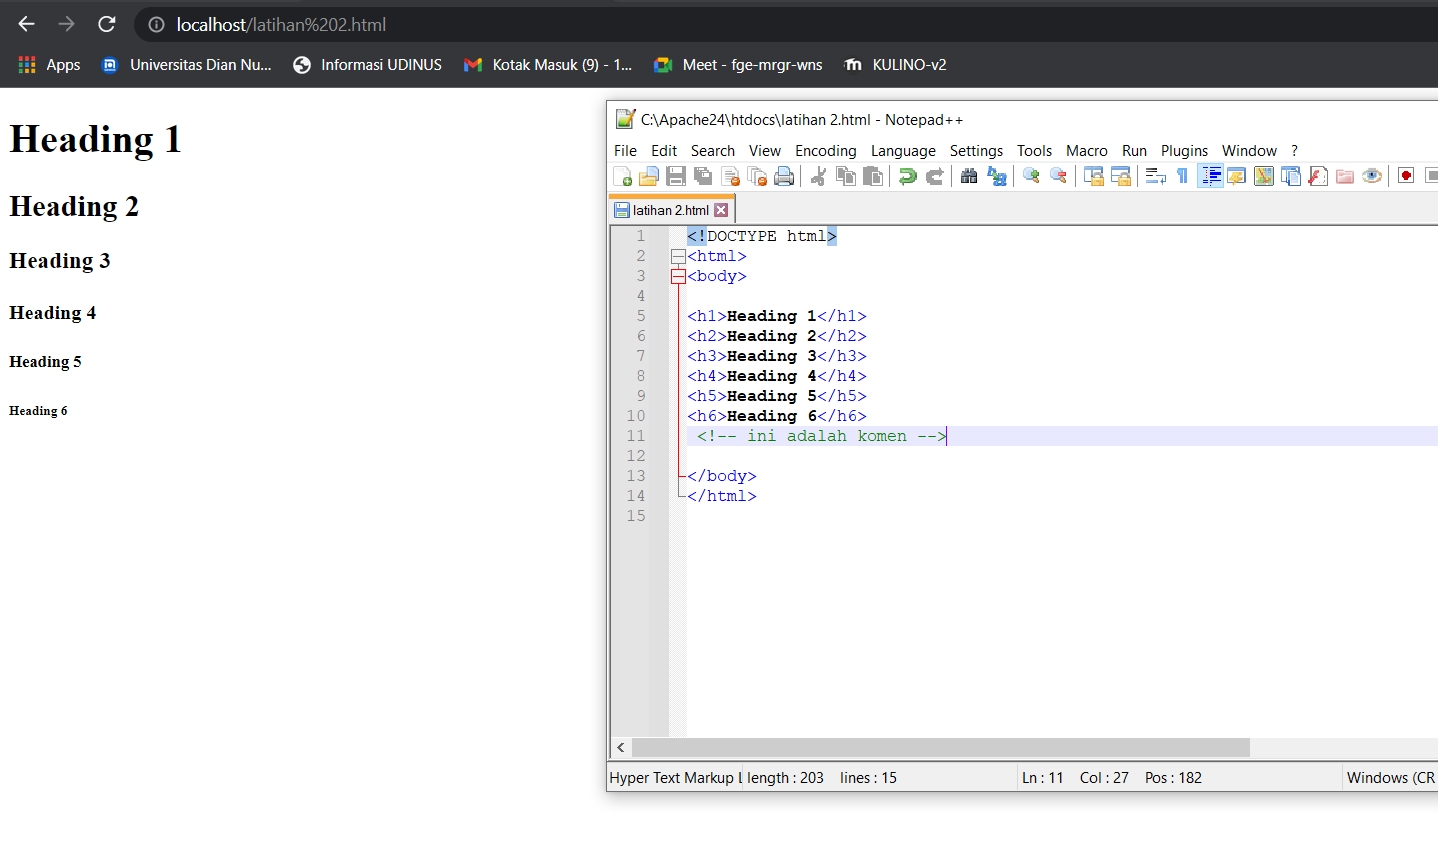 localhost/latihan%202.html
Apps Universitas Dian Nu... Informasi UDINUS Kotak Masuk (9) - 1... Meet - fge-mrgr-wns KULINO-v2
Heading 1
Heading 2
Heading 3
Heading 4
Heading 5
Heading 6
C:\Apache24\htdocs\latihan 2.html - Notepad++
File Edit Search View Encoding Language Settings Tools Macro Run Plugins Window ?
latihan 2.html
1 <!DOCTYPE html>
2 <html>
3 <body>
4
5 <h1>Heading 1</h1>
6 <h2>Heading 2</h2>
7 <h3>Heading 3</h3>
8 <h4>Heading 4</h4>
9 <h5>Heading 5</h5>
10 <h6>Heading 6</h6>
11 <!-- ini adalah komen -->
12
13 </body>
14 </html>
15
Hyper Text Markup L length : 203 lines : 15 Ln : 11 Col : 27 Pos : 182 Windows (CR